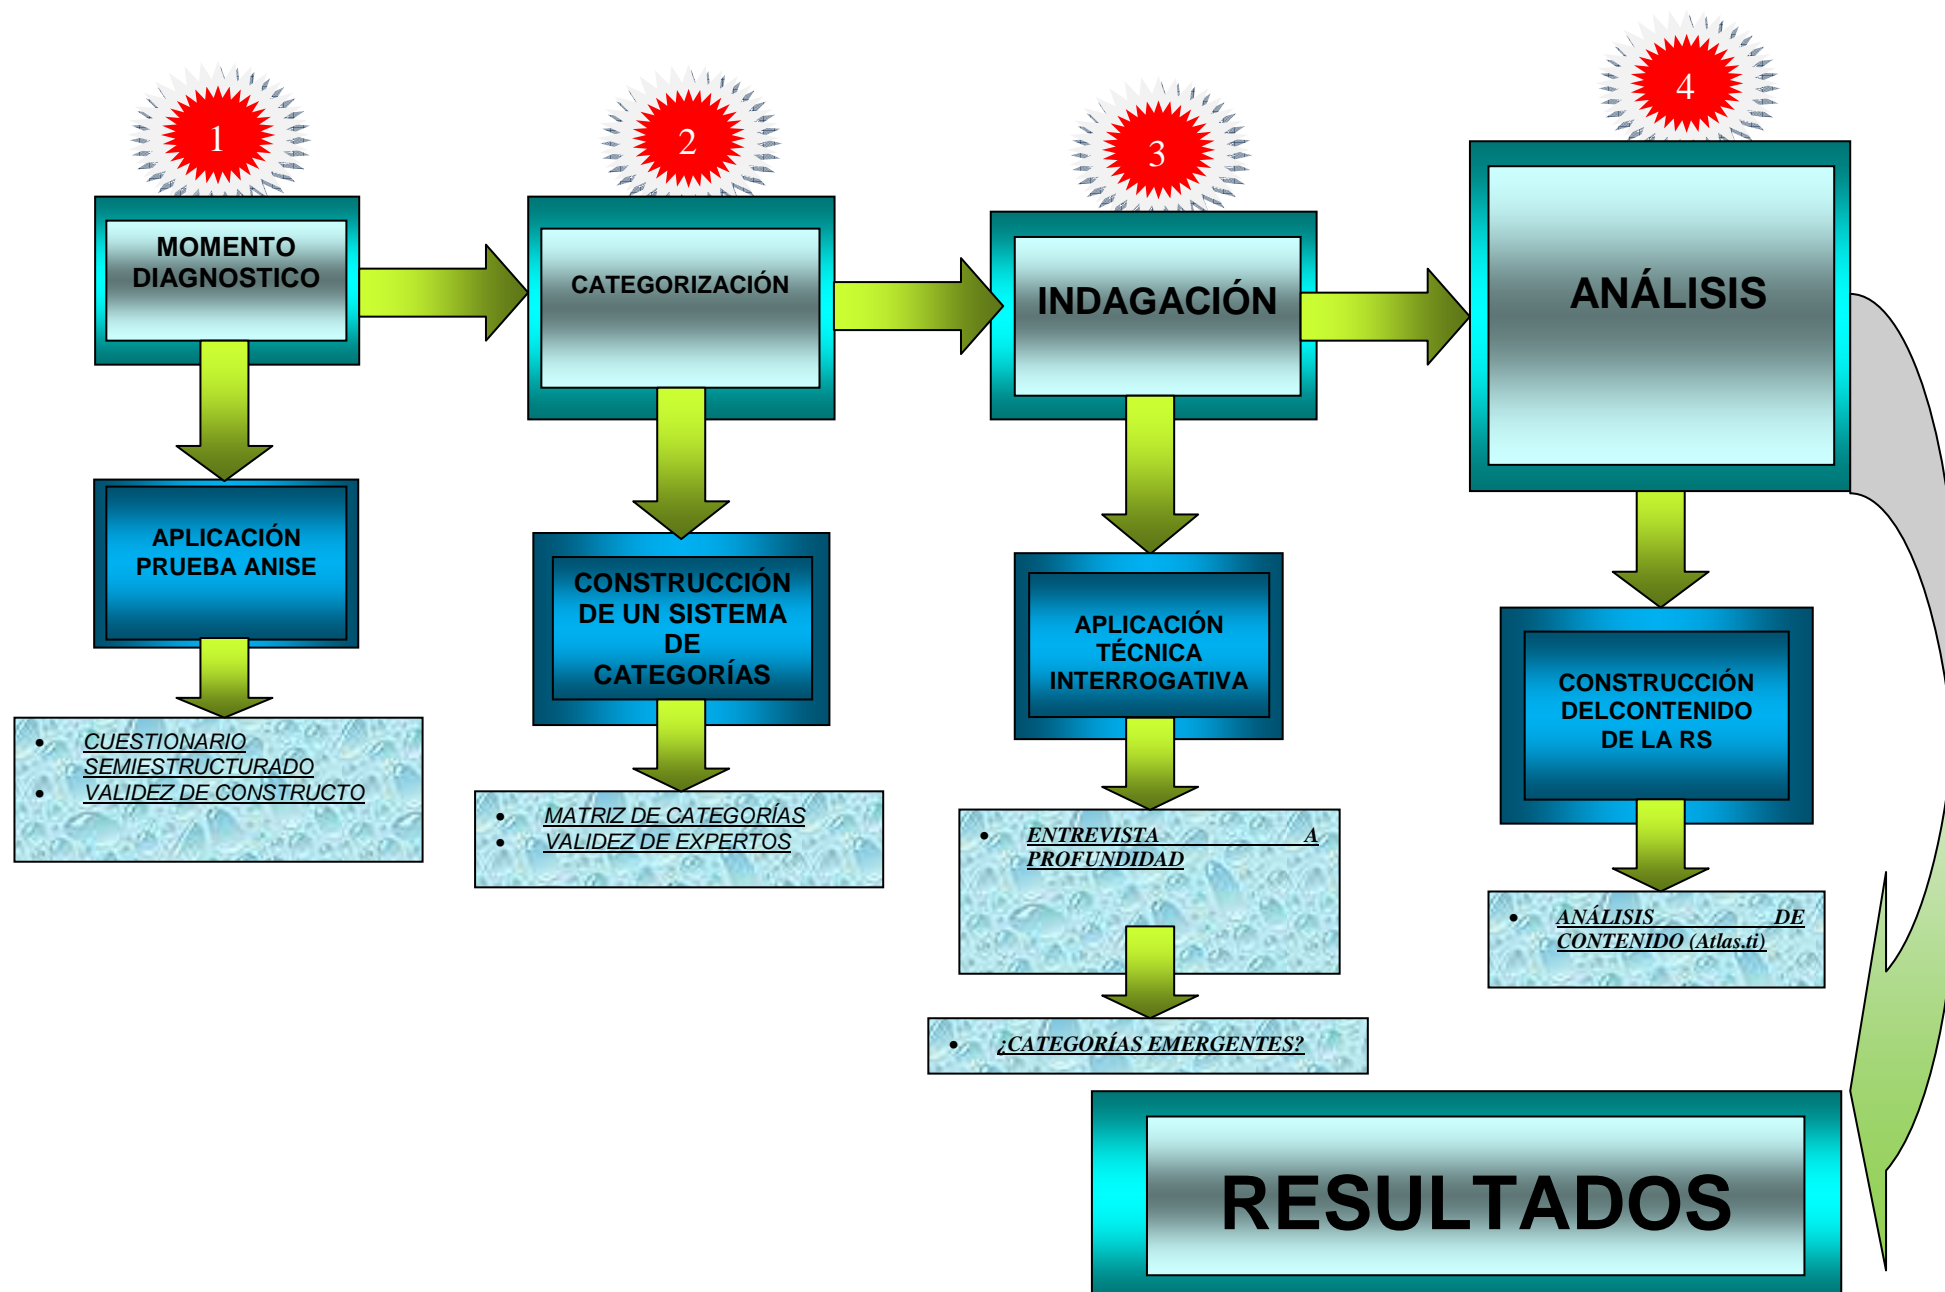 1
MOMENTO
DIAGNOSTICO
APLICACIÓN
PRUEBA ANISE
• CUESTIONARIO
SEMIESTRUCTURADO
• VALIDEZ DE CONSTRUCTO
2
CATEGORIZACIÓN
CONSTRUCCIÓN
DE UN SISTEMA
DE
CATEGORÍAS
• MATRIZ DE CATEGORÍAS
• VALIDEZ DE EXPERTOS
3
INDAGACIÓN
APLICACIÓN
TÉCNICA
INTERROGATIVA
• ENTREVISTA A
PROFUNDIDAD
• ¿CATEGORÍAS EMERGENTES?
4
ANÁLISIS
CONSTRUCCIÓN
DELCONTENIDO
DE LA RS
• ANÁLISIS DE
CONTENIDO (Atlas.ti)
RESULTADOS